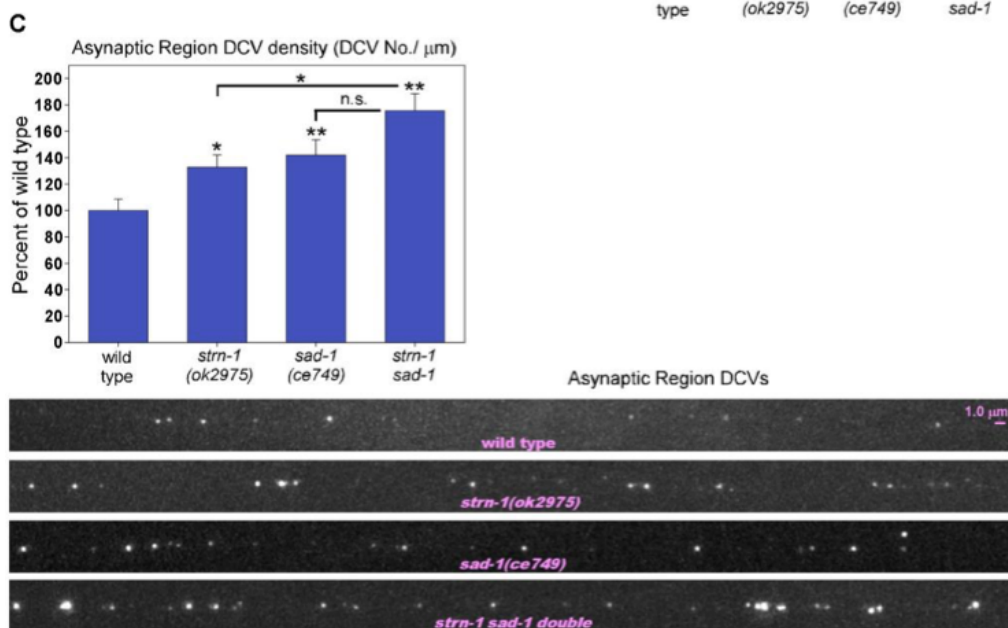 type (ok2975) (ce749) sad-1
C
Asynaptic Region DCV density (DCV No./ μm)
Percent of wild type
200
180
160
140
120
100
80
60
40
20
0
*
**
n.s.
*
**
wild
type
strn-1
(ok2975)
sad-1
(ce749)
strn-1
sad-1
Asynaptic Region DCVs
1.0 μm
wild type
strn-1(ok2975)
sad-1(ce749)
strn-1 sad-1 double